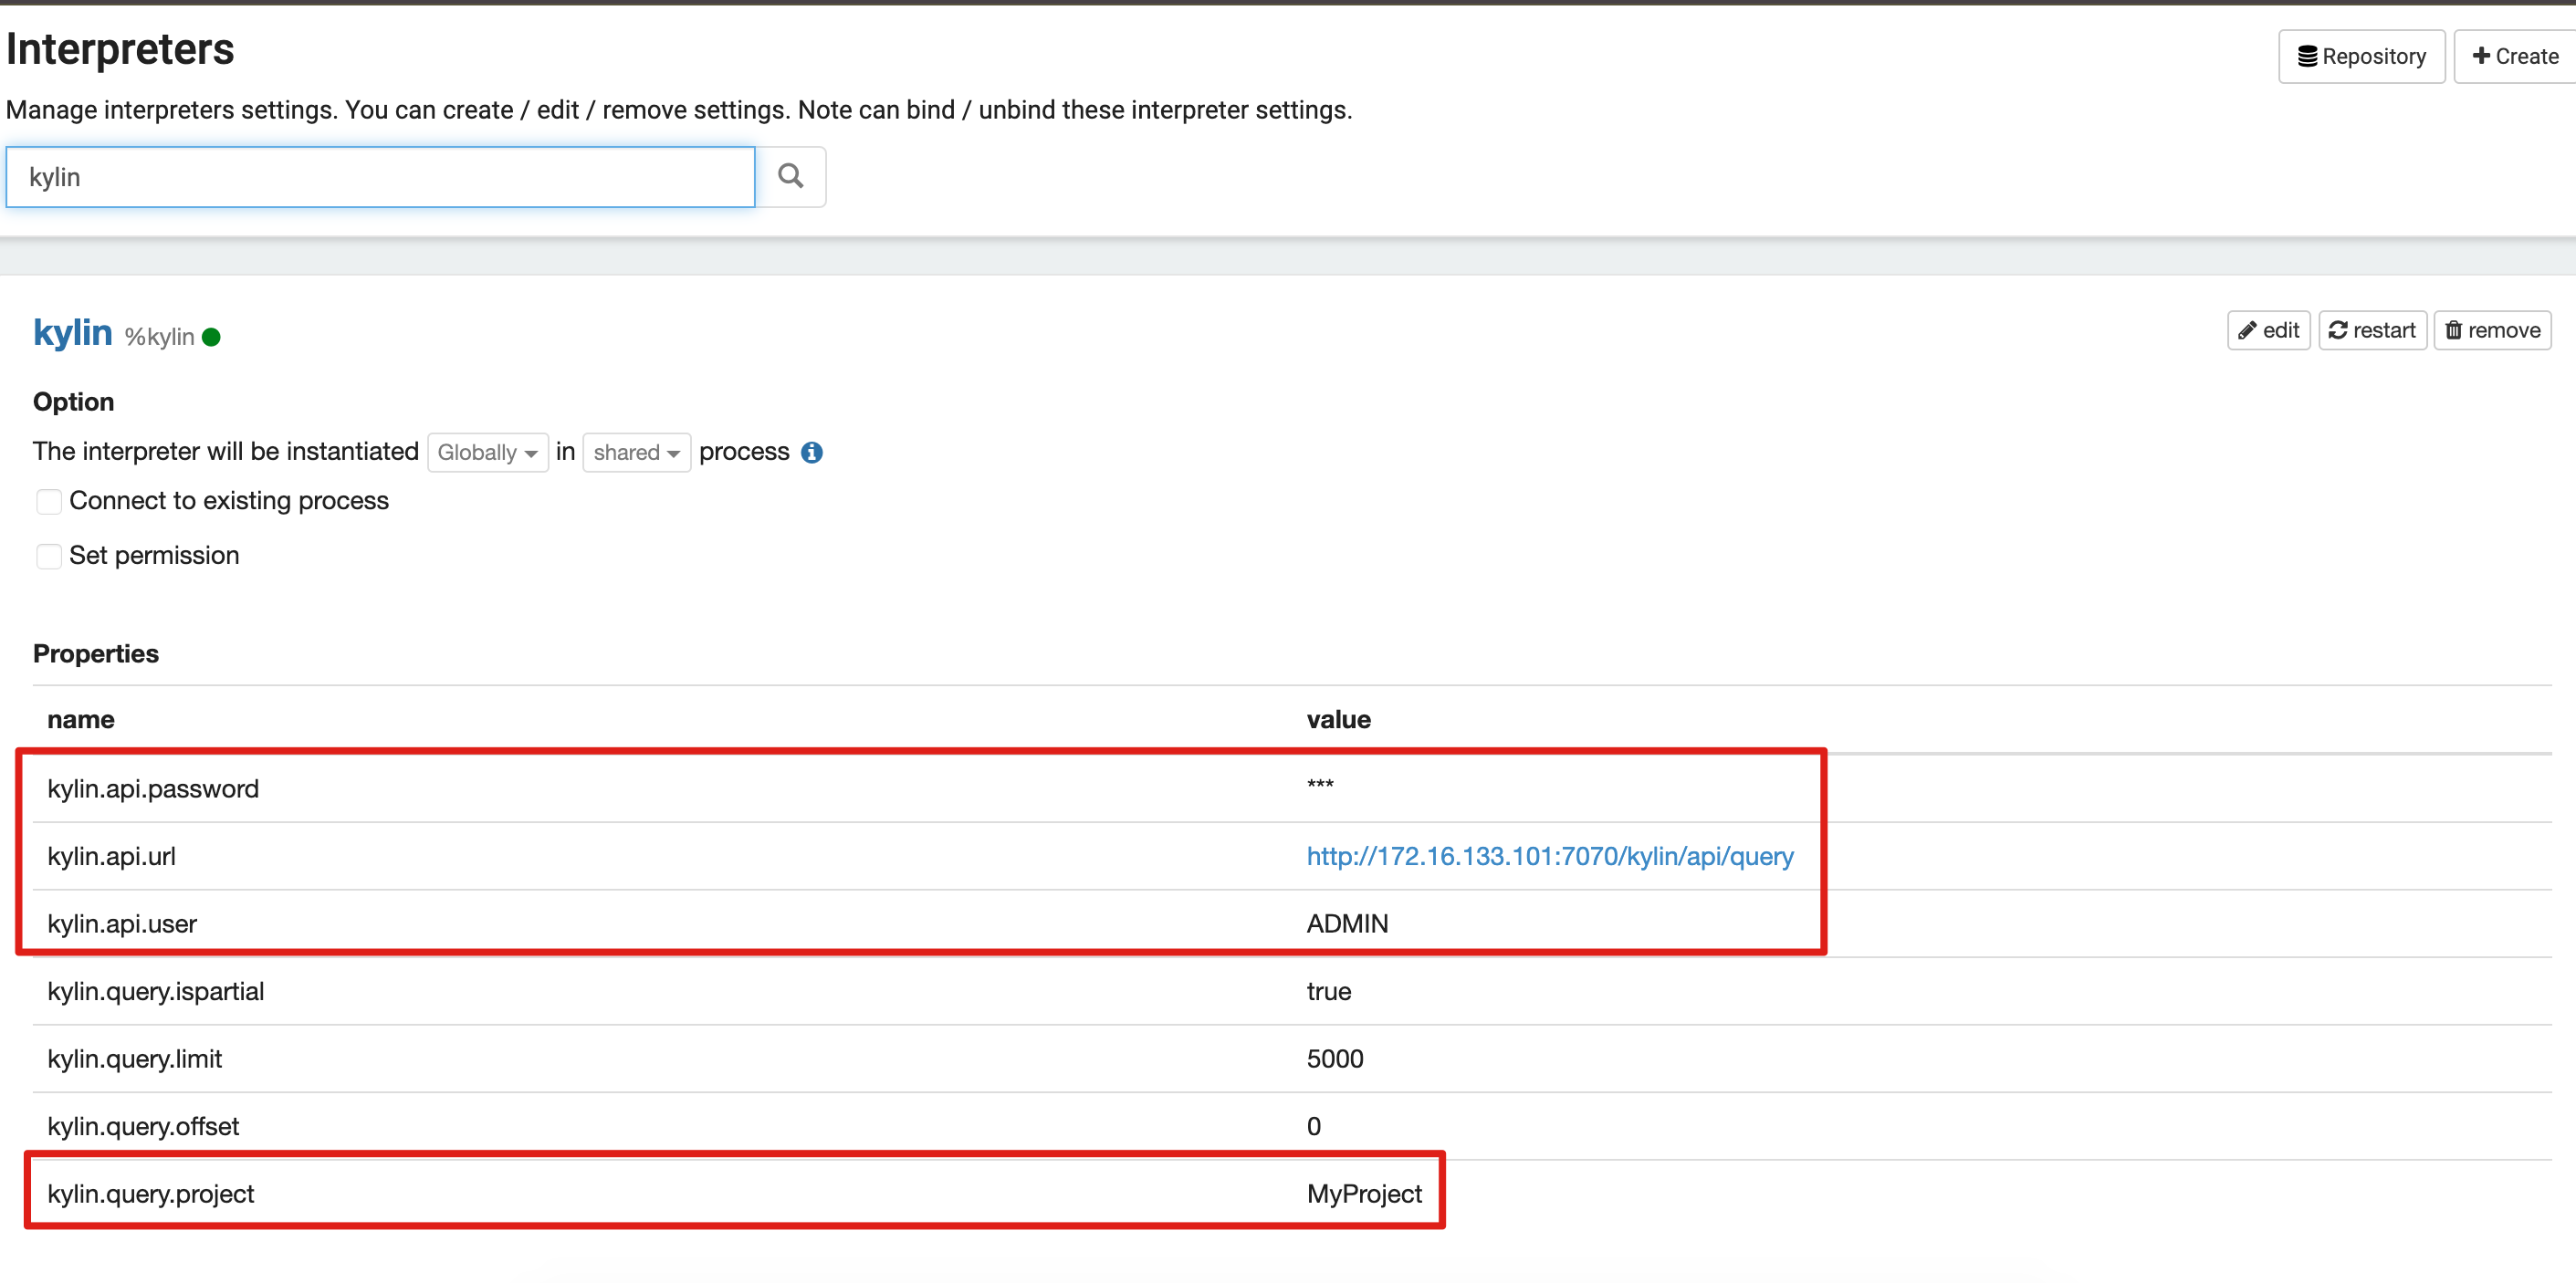 Interpreters
Repository
Create
Manage interpreters settings. You can create / edit / remove settings. Note can bind / unbind these interpreter settings.
kylin
kylin %kylin
edit
restart
remove
Option
The interpreter will be instantiated Globally in shared process
Connect to existing process
Set permission
Properties
name value
kylin.api.password ***
kylin.api.url http://172.16.133.101:7070/kylin/api/query
kylin.api.user ADMIN
kylin.query.ispartial true
kylin.query.limit 5000
kylin.query.offset 0
kylin.query.project MyProject